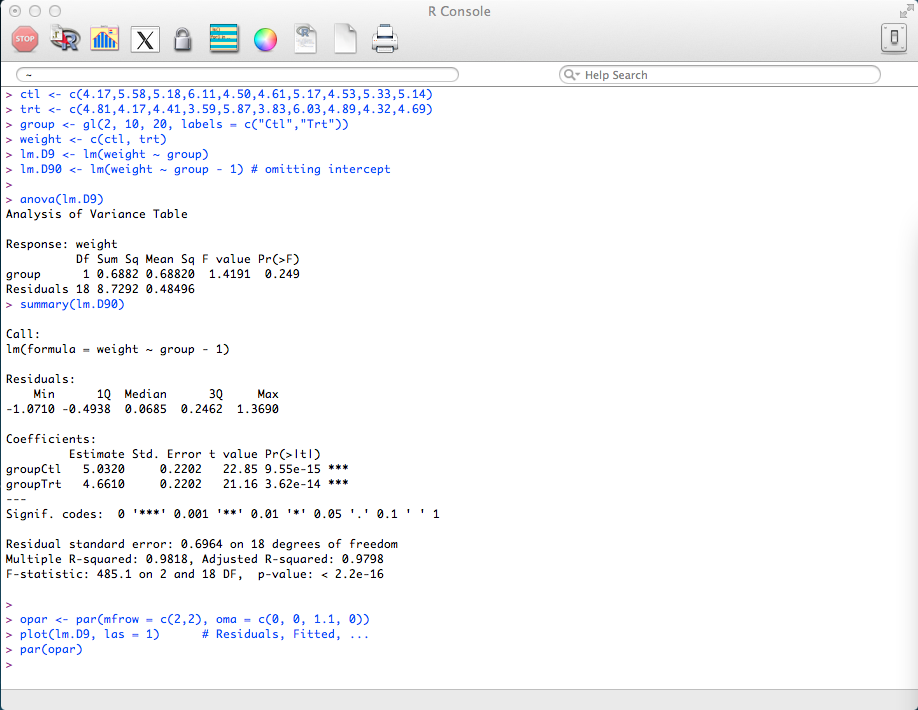 R Console
STOP
R
X
R
~
Help Search
> ctl <- c(4.17,5.58,5.18,6.11,4.50,4.61,5.17,4.53,5.33,5.14)
> trt <- c(4.81,4.17,4.41,3.59,5.87,3.83,6.03,4.89,4.32,4.69)
> group <- gl(2, 10, 20, labels = c("Ctl","Trt"))
> weight <- c(ctl, trt)
> lm.D9 <- lm(weight ~ group)
> lm.D90 <- lm(weight ~ group - 1) # omitting intercept
>
> anova(lm.D9)
Analysis of Variance Table
Response: weight
          Df Sum Sq Mean Sq F value Pr(>F)
group      1 0.6882 0.68820  1.4191  0.249
Residuals 18 8.7292 0.48496
> summary(lm.D90)
Call:
lm(formula = weight ~ group - 1)
Residuals:
    Min      1Q  Median      3Q     Max
-1.0710 -0.4938  0.0685  0.2462  1.3690
Coefficients:
         Estimate Std. Error t value Pr(>|t|)
groupCtl   5.0320     0.2202   22.85 9.55e-15 ***
groupTrt   4.6610     0.2202   21.16 3.62e-14 ***
---
Signif. codes:  0 '***' 0.001 '**' 0.01 '*' 0.05 '.' 0.1 ' ' 1
Residual standard error: 0.6964 on 18 degrees of freedom
Multiple R-squared: 0.9818, Adjusted R-squared: 0.9798
F-statistic: 485.1 on 2 and 18 DF,  p-value: < 2.2e-16
>
> opar <- par(mfrow = c(2,2), oma = c(0, 0, 1.1, 0))
> plot(lm.D9, las = 1)      # Residuals, Fitted, ...
> par(opar)
>